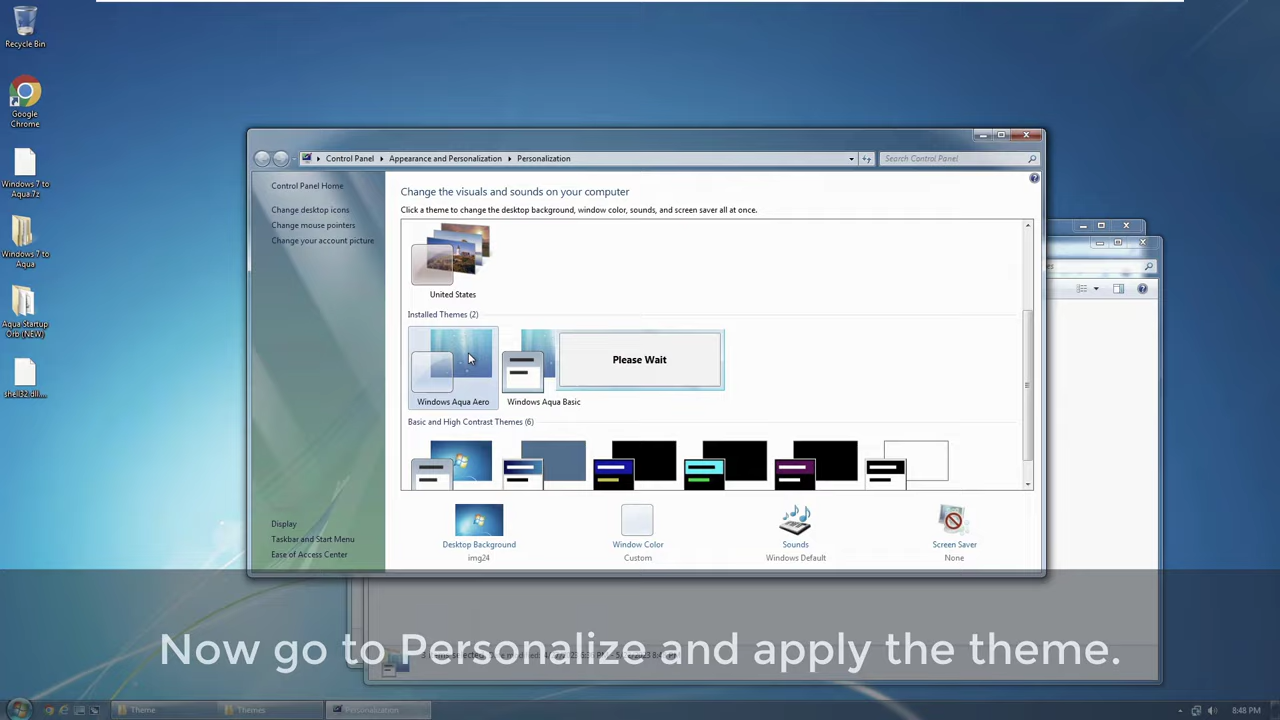 Recycle Bin
Google
Chrome
Windows 7 to
Aqua.7z
Windows 7 to
Aqua
Aqua Startup
Orb (NEW)
shell32.dll...
Control Panel
Appearance and Personalization
Personalization
Search Control Panel
Control Panel Home
Change desktop icons
Change mouse pointers
Change your account picture
Display
Taskbar and Start Menu
Ease of Access Center
Change the visuals and sounds on your computer
Click a theme to change the desktop background, window color, sounds, and screen saver all at once.
United States
Installed Themes (2)
Please Wait
Windows Aqua Aero
Windows Aqua Basic
Basic and High Contrast Themes (6)
Desktop Background
img24
Window Color
Custom
Sounds
Windows Default
Screen Saver
None
Now go to Personalize and apply the theme.
Theme
Themes
Personalization
8:48 PM